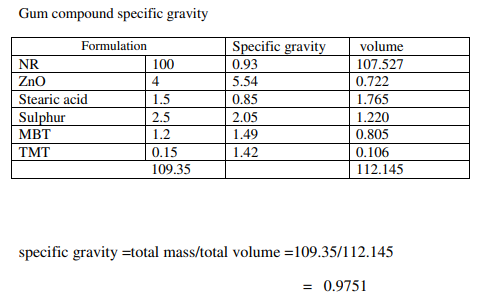 Gum compound specific gravity
Formulation Specific gravity volume
NR 100 0.93 107.527
ZnO 4 5.54 0.722
Stearic acid 1.5 0.85 1.765
Sulphur 2.5 2.05 1.220
MBT 1.2 1.49 0.805
TMT 0.15 1.42 0.106
109.35 112.145
specific gravity =total mass/total volume =109.35/112.145
= 0.9751